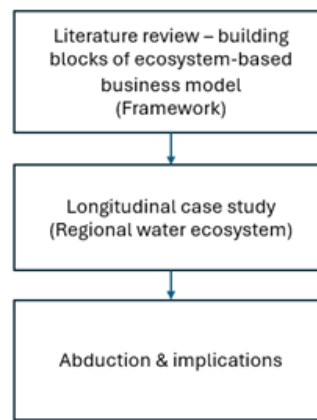 Literature review – building
blocks of ecosystem-based
business model
(Framework)
Longitudinal case study
(Regional water ecosystem)
Abduction & implications